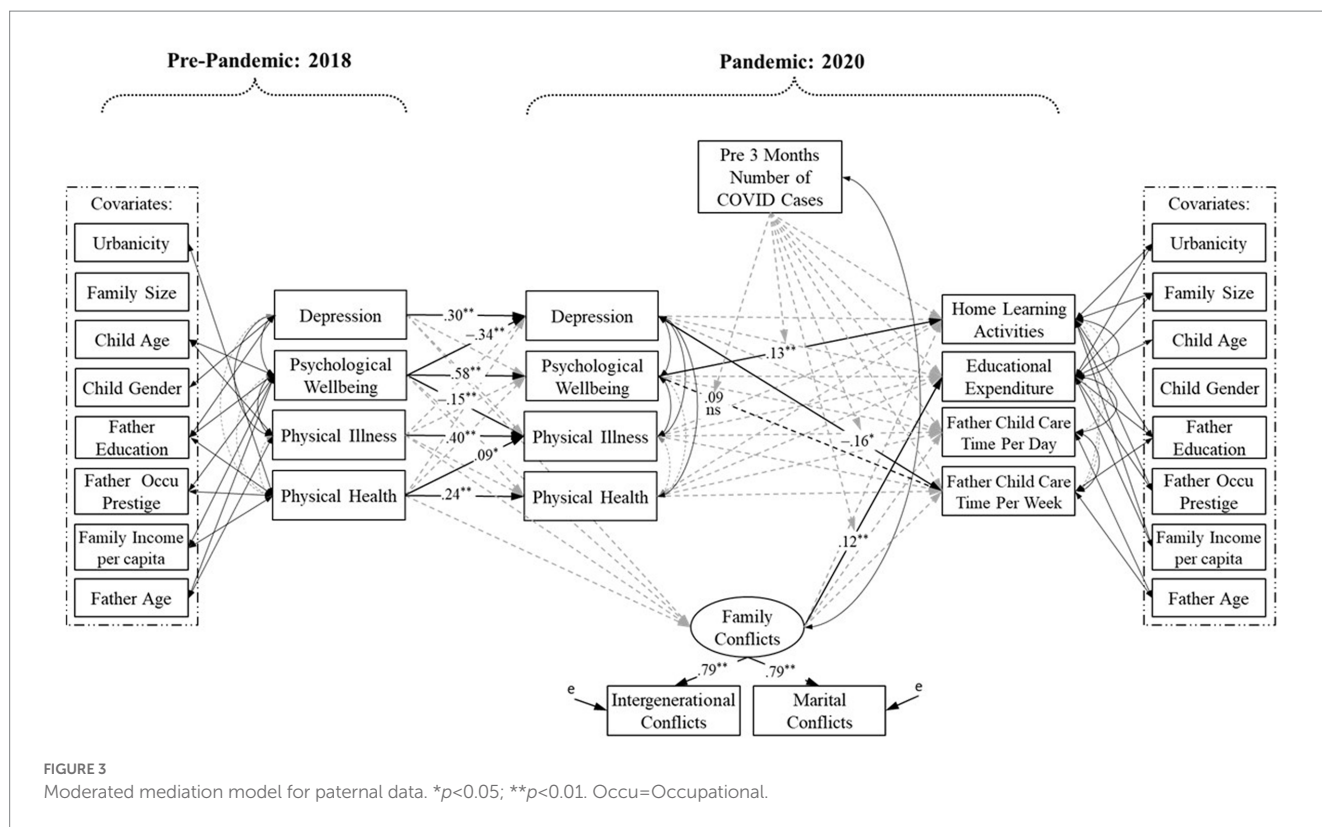 Pre-Pandemic: 2018
Pandemic: 2020
Covariates:
Urbanicity
Family Size
Child Age
Child Gender
Father
Education
Father Occu
Prestige
Family Income
per capita
Father Age
Depression
Psychological
Wellbeing
Physical Illness
Physical Health
.30**
–.34**
.58**
–.15**
.40**
.09*
.24**
Depression
Psychological
Wellbeing
Physical Illness
Physical Health
Pre 3 Months
Number of
COVID Cases
.13**
.09
ns
–.16*
.12**
Home Learning
Activities
Educational
Expenditure
Father Child Care
Time Per Day
Father Child Care
Time Per Week
Covariates:
Urbanicity
Family Size
Child Age
Child Gender
Father
Education
Father Occu
Prestige
Family Income
per capita
Father Age
Family
Conflicts
.79**
.79**
e
Intergenerational
Conflicts
Marital
Conflicts
e
FIGURE 3
Moderated mediation model for paternal data. *p<0.05; **p<0.01. Occu=Occupational.